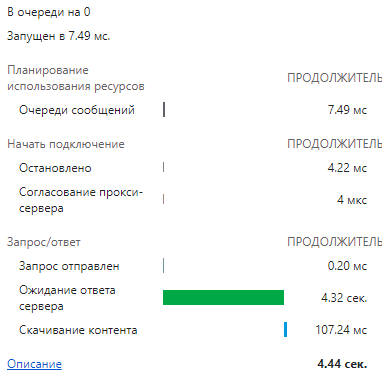 В очереди на 0
Запущен в 7.49 мс.
Планирование
использования ресурсов
ПРОДОЛЖИТЕЛЬ
Очереди сообщений 7.49 мс
Начать подключение ПРОДОЛЖИТЕЛЬ
Остановлено 4.22 мс
Согласование прокси-
сервера
4 мкс
Запрос/ответ ПРОДОЛЖИТЕЛЬ
Запрос отправлен 0.20 мс
Ожидание ответа
сервера
4.32 сек.
Скачивание контента 107.24 мс
Описание 4.44 сек.